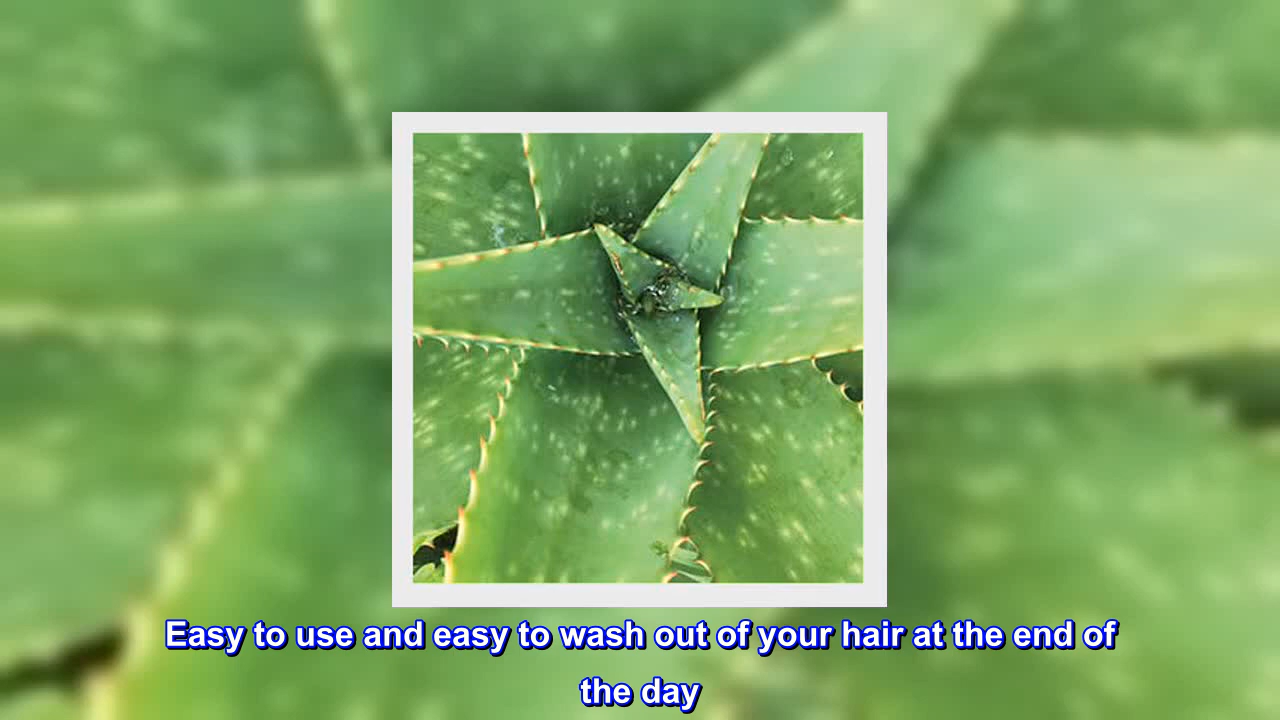 Easy to use and easy to wash out of your hair at the end of
the day